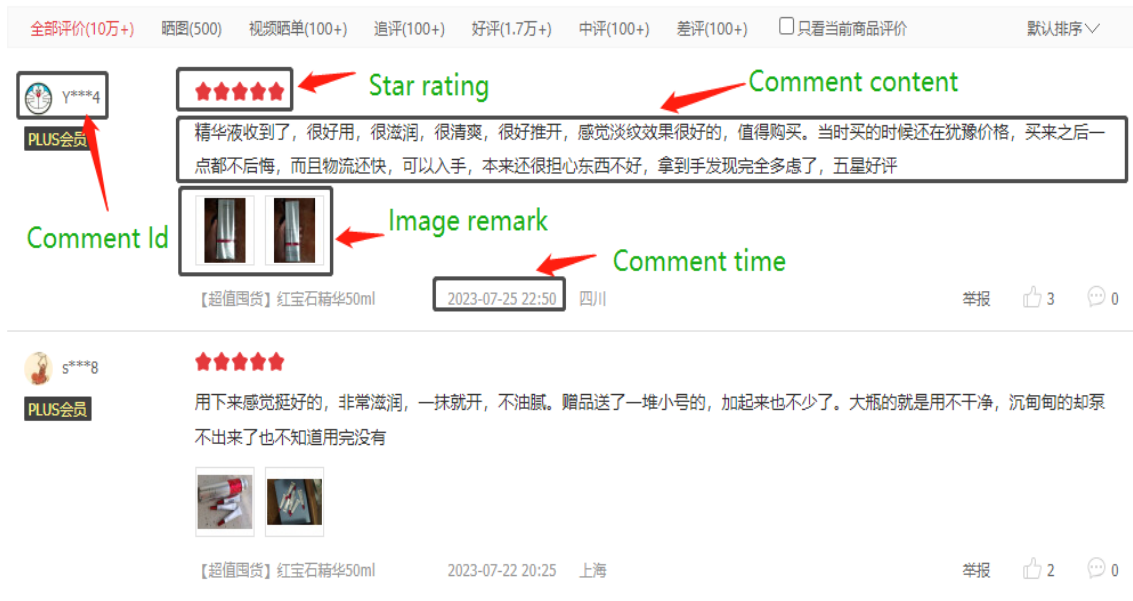 全部评价(10万+) 晒图(500) 视频晒单(100+) 追评(100+) 好评(1.7万+) 中评(100+) 差评(100+) 只看当前商品评价 默认排序
Star rating
Comment content
Y***4
PLUS会员
精华液收到了，很好用，很滋润，很清爽，很好推开，感觉淡纹效果很好的，值得购买。当时买的时候还在犹豫价格，买来之后一
点都不后悔，而且物流还快，可以入手，本来还很担心东西不好，拿到手发现完全多虑了，五星好评
Comment Id
Image remark
Comment time
【超值囤货】红宝石精华50ml 2023-07-25 22:50 四川 举报 3 0
s***8
PLUS会员
用下来感觉挺好的，非常滋润，一抹就开，不油腻。赠品送了一堆小号的，加起来也不少了。大瓶的就是用不干净，沉甸甸的却泵
不出来了也不知道用完没有
【超值囤货】红宝石精华50ml 2023-07-22 20:25 上海 举报 2 0